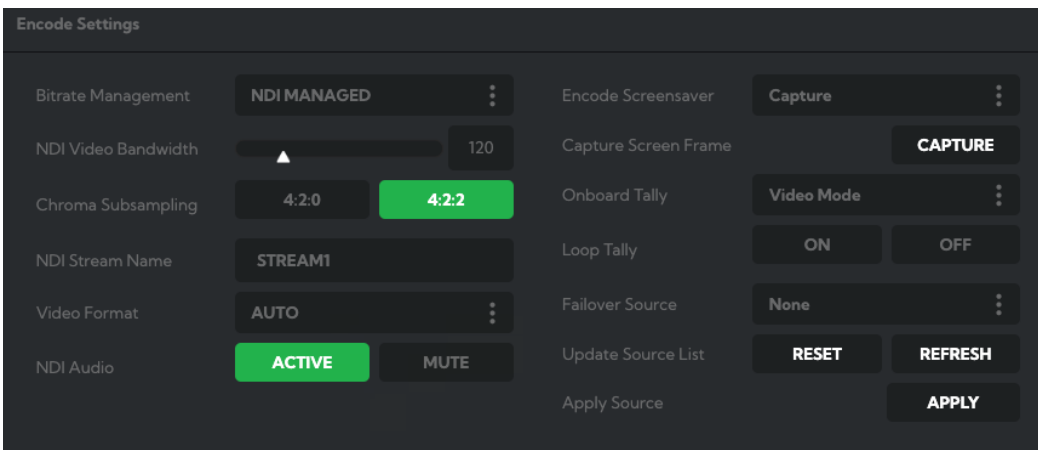 Encode Settings
Bitrate Management NDI MANAGED
NDI Video Bandwidth 120
Chroma Subsampling 4:2:0 4:2:2
NDI Stream Name STREAM1
Video Format AUTO
NDI Audio ACTIVE MUTE
Encode Screensaver Capture
Capture Screen Frame CAPTURE
Onboard Tally Video Mode
Loop Tally ON OFF
Failover Source None
Update Source List RESET REFRESH
Apply Source APPLY